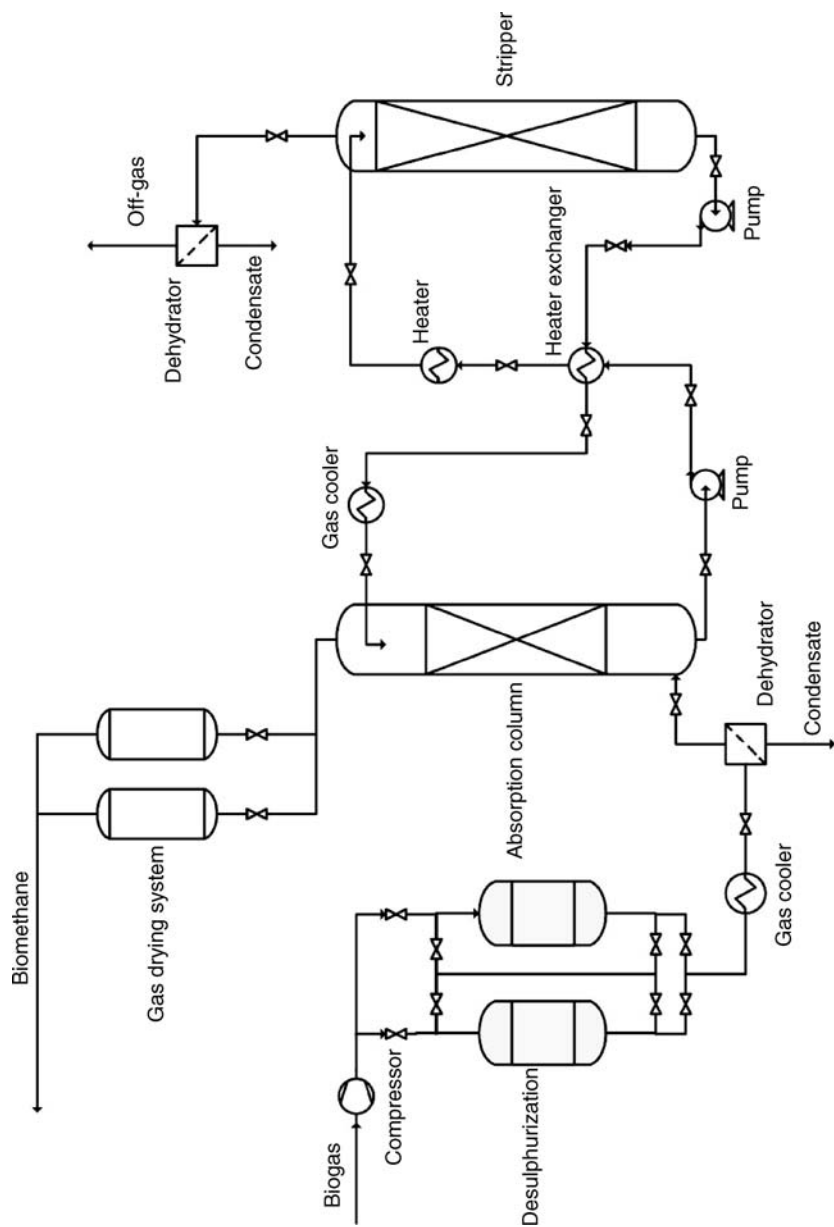 Biomethane
Gas drying system
Biogas
Compressor
Desulphurization
Absorption column
Gas cooler
Dehydrator
Condensate
Gas cooler
Pump
Heater
Heater exchanger
Off-gas
Dehydrator
Condensate
Stripper
Pump